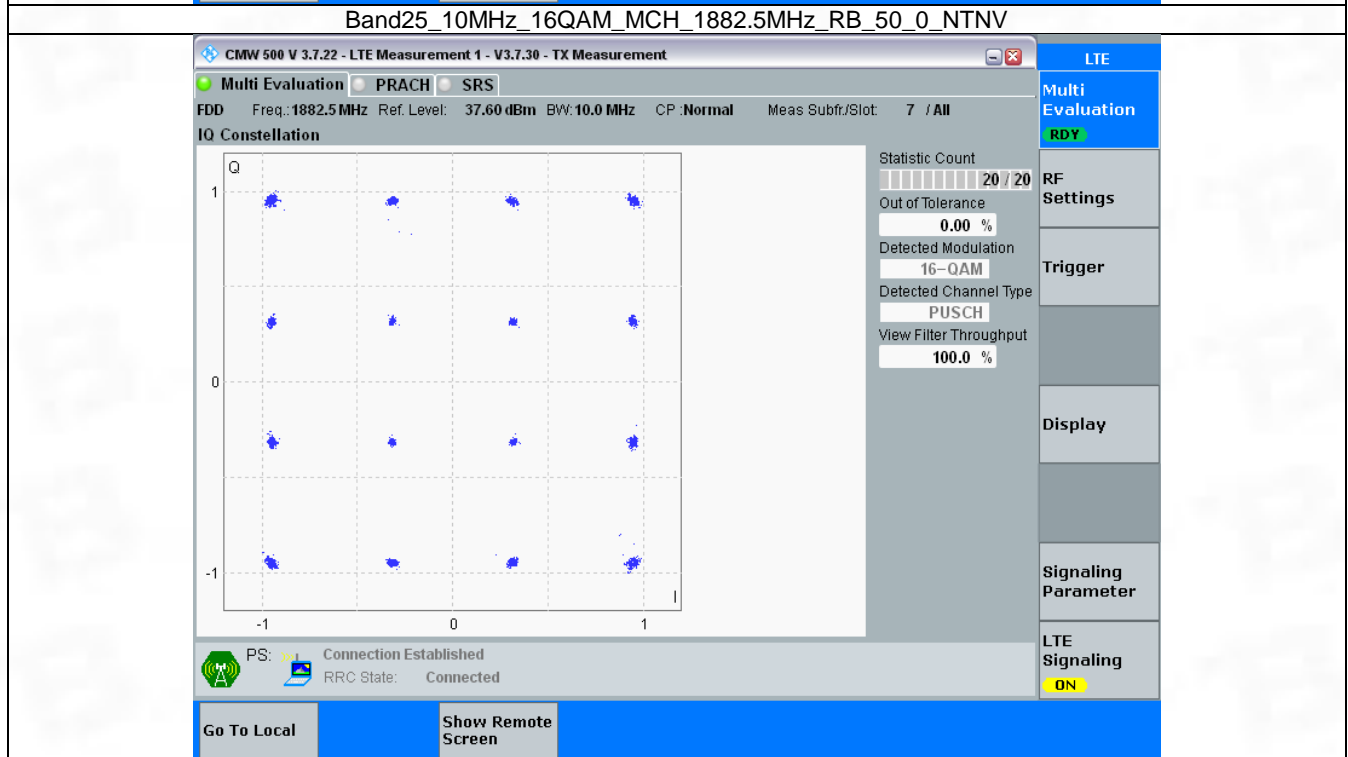 Band25_10MHz_16QAM_MCH_1882.5MHz_RB_50_0_NTNV
CMW 500 V 3.7.22 - LTE Measurement 1 - V3.7.30 - TX Measurement
LTE
Multi Evaluation PRACH SRS
FDD Freq.: 1882.5 MHz Ref. Level: 37.60 dBm BW: 10.0 MHz CP :Normal Meas Subfr./Slot: 7 / All
IQ Constellation
Q
1
0
-1
I
-1 0 1
Statistic Count
20 / 20
Out of Tolerance
0.00 %
Detected Modulation
16-QAM
Detected Channel Type
PUSCH
View Filter Throughput
100.0 %
Multi
Evaluation
RDY
RF
Settings
Trigger
Display
Signaling
Parameter
LTE
Signaling
ON
PS: Connection Established
RRC State: Connected
Go To Local
Show Remote
Screen